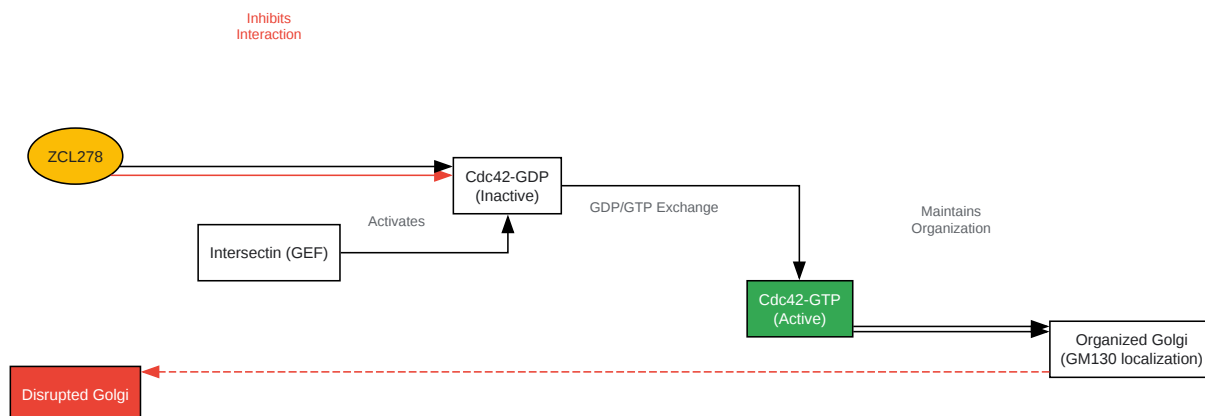 Inhibits
Interaction
ZCL278
Cdc42-GDP
(Inactive)
Intersectin (GEF)
Activates
GDP/GTP Exchange
Maintains
Organization
Cdc42-GTP
(Active)
Organized Golgi
(GM130 localization)
Disrupted Golgi